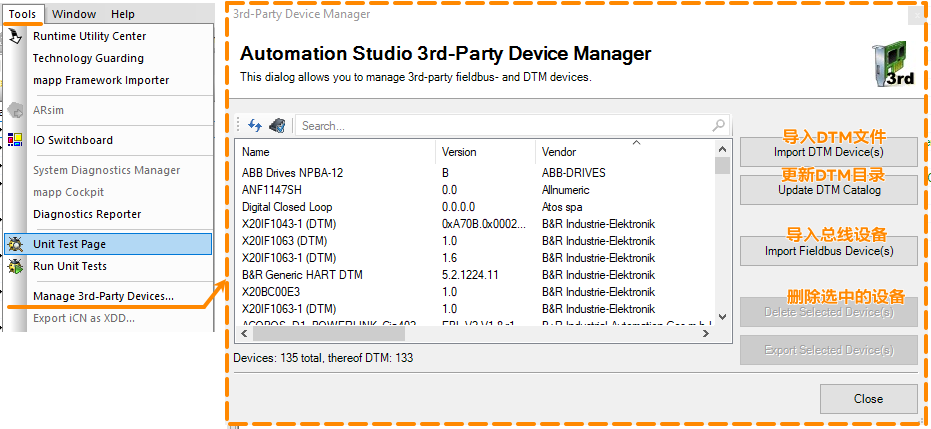 Tools Window Help
Runtime Utility Center
Technology Guarding
mapp Framework Importer
ARsim
IO Switchboard
System Diagnostics Manager
mapp Cockpit
Diagnostics Reporter
Unit Test Page
Run Unit Tests
Manage 3rd-Party Devices...
Export iCN as XDD...
3rd-Party Device Manager
Automation Studio 3rd-Party Device Manager
This dialog allows you to manage 3rd-party fieldbus- and DTM devices.
3rd
Search...
Name Version Vendor
ABB Drives NPBA-12 B ABB-DRIVES
ANF1147SH 0.0 Allnumeric
Digital Closed Loop 0.0.0.0 Atos spa
X20IF1043-1 (DTM) 0xA70B.0x0002... B&R Industrie-Elektronik
X20IF1063 (DTM) 1.0 B&R Industrie-Elektronik
X20IF1063-1 (DTM) 1.6 B&R Industrie-Elektronik
B&R Generic HART DTM 5.2.1224.11 B&R Industrie-Elektronik
X20BC00E3 1.0 B&R Industrie-Elektronik
X20IF1063-1 (DTM) 1.0 B&R Industrie-Elektronik
Devices: 135 total, thereof DTM: 133
导入DTM文件
Import DTM Device(s)
更新DTM目录
Update DTM Catalog
导入总线设备
Import Fieldbus Device(s)
删除选中的设备
Delete Selected Device(s)
Export Selected Device(s)
Close